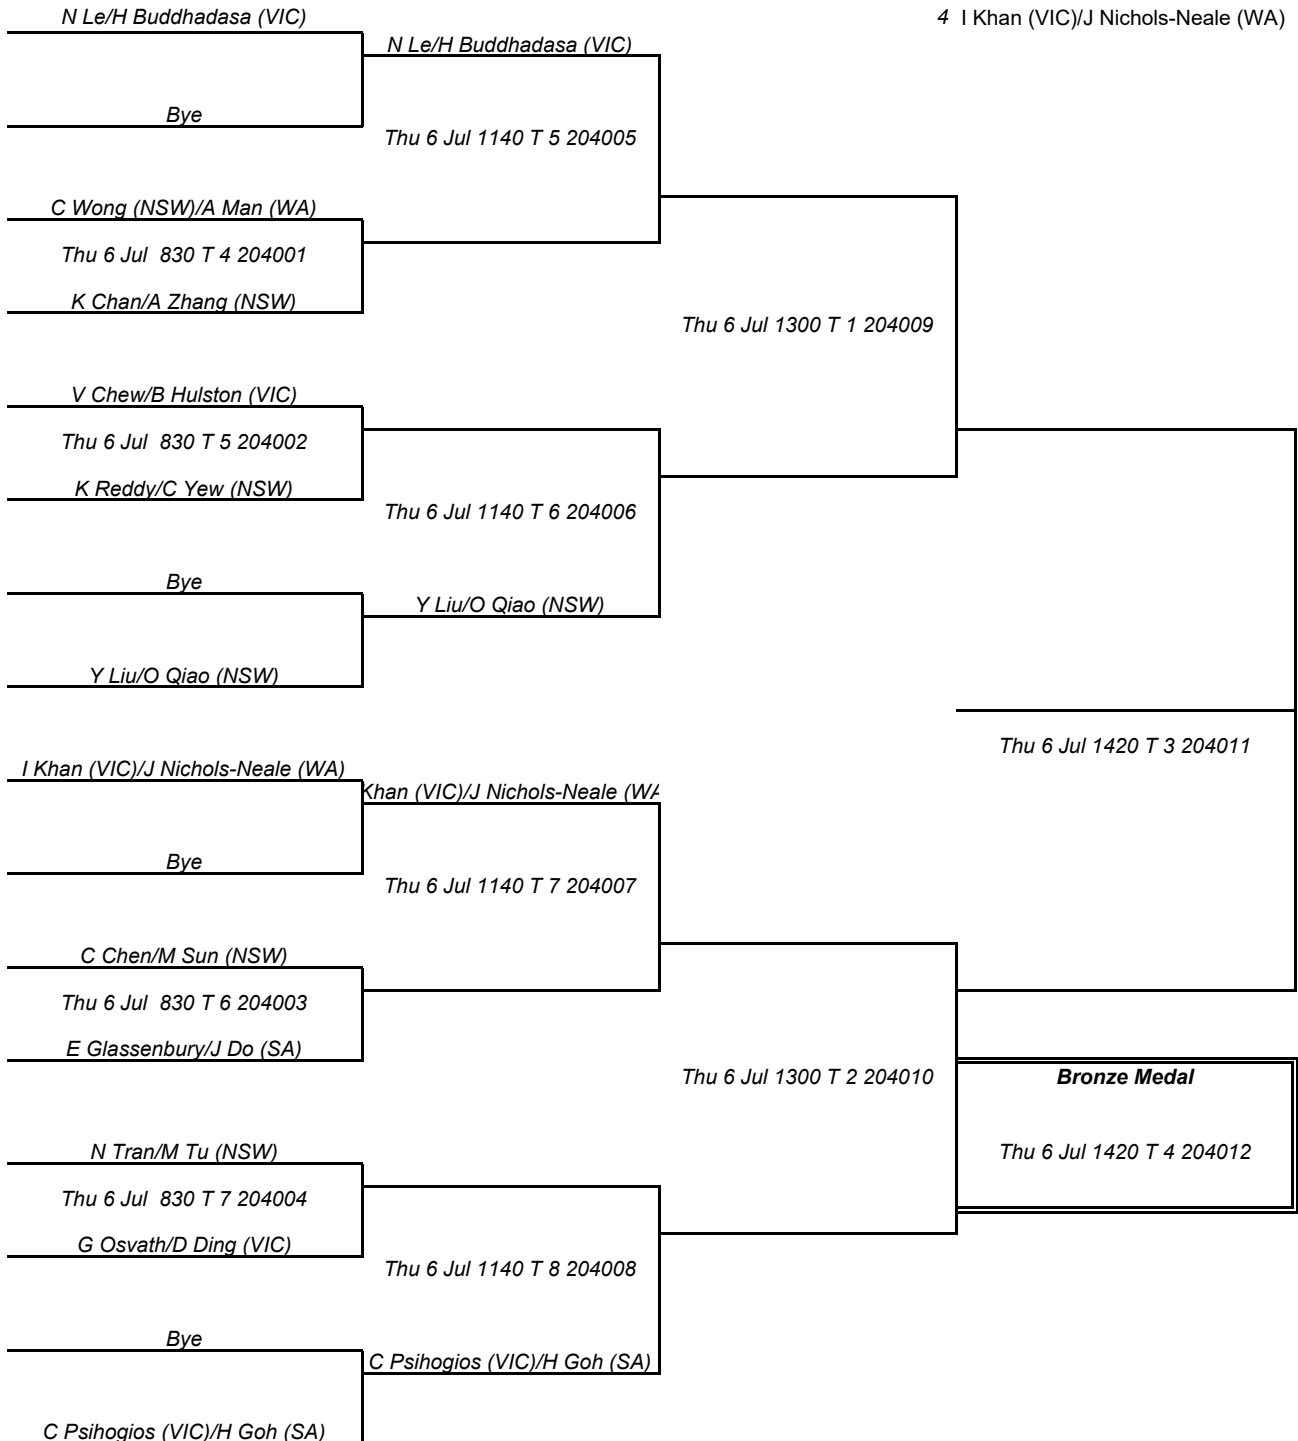 N Le/H Buddhadasa (VIC)
4 I Khan (VIC)/J Nichols-Neale (WA)
N Le/H Buddhadasa (VIC)
Bye
Thu 6 Jul 1140 T 5 204005
C Wong (NSW)/A Man (WA)
Thu 6 Jul 830 T 4 204001
K Chan/A Zhang (NSW)
Thu 6 Jul 1300 T 1 204009
V Chew/B Hulston (VIC)
Thu 6 Jul 830 T 5 204002
K Reddy/C Yew (NSW)
Thu 6 Jul 1140 T 6 204006
Bye
Y Liu/O Qiao (NSW)
Y Liu/O Qiao (NSW)
Thu 6 Jul 1420 T 3 204011
I Khan (VIC)/J Nichols-Neale (WA)
Khan (VIC)/J Nichols-Neale (WA
Bye
Thu 6 Jul 1140 T 7 204007
C Chen/M Sun (NSW)
Thu 6 Jul 830 T 6 204003
E Glassenbury/J Do (SA)
Thu 6 Jul 1300 T 2 204010
Bronze Medal
N Tran/M Tu (NSW)
Thu 6 Jul 1420 T 4 204012
Thu 6 Jul 830 T 7 204004
G Osvath/D Ding (VIC)
Thu 6 Jul 1140 T 8 204008
Bye
C Psihogios (VIC)/H Goh (SA)
C Psihogios (VIC)/H Goh (SA)